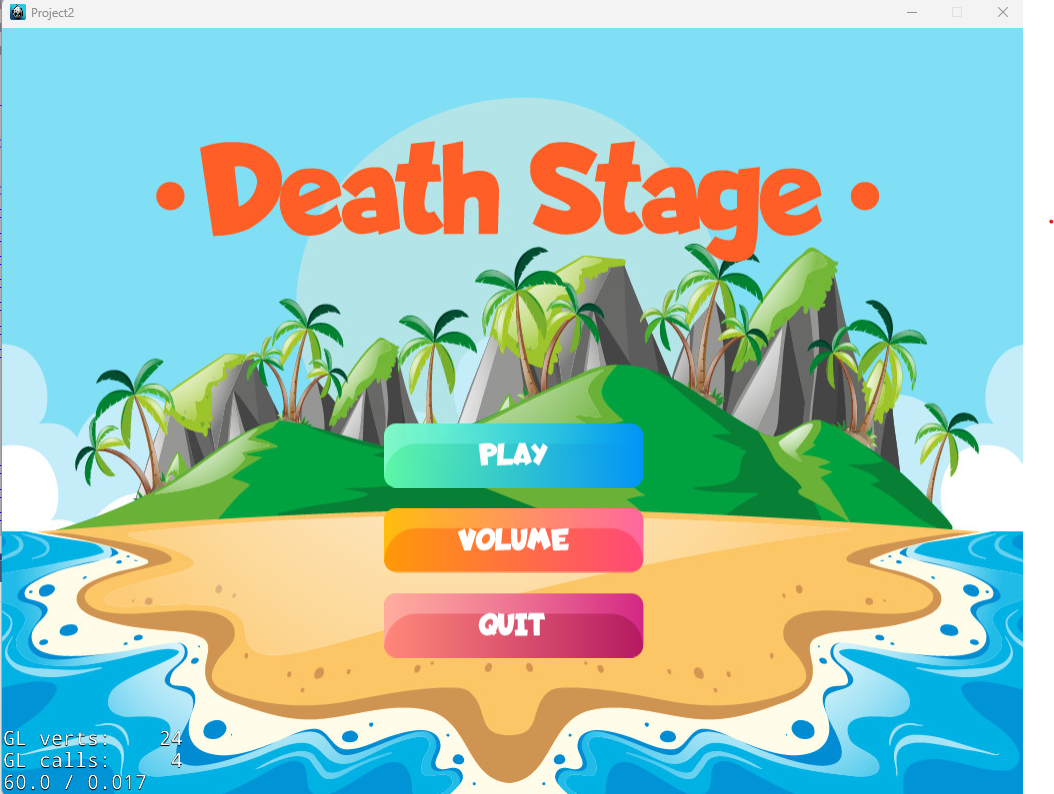 Project2
• Death Stage •
PLAY
VOLUME
QUIT
GL verts: 24
GL calls: 4
60.0 / 0.017